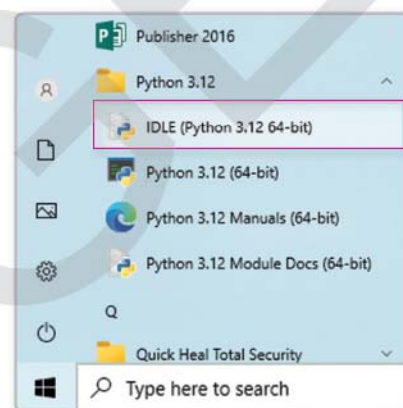 Publisher 2016
Python 3.12
IDLE (Python 3.12 64-bit)
Python 3.12 (64-bit)
Python 3.12 Manuals (64-bit)
Python 3.12 Module Docs (64-bit)
Q
Quick Heal Total Security
Type here to search